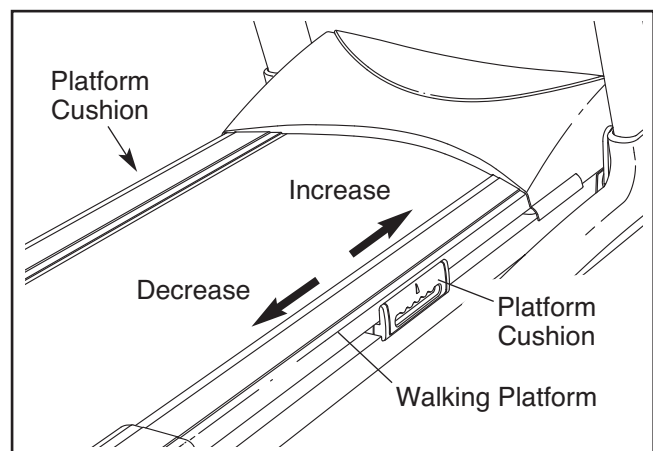 Platform
Cushion
Increase
Decrease
Platform
Cushion
Walking Platform